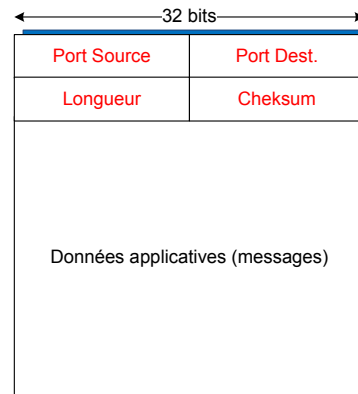 32 bits
Port Source Port Dest.
Longueur Cheksum
Données applicatives (messages)